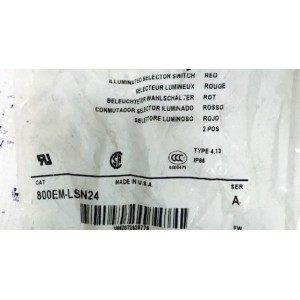 ILLUMINATED SELECTOR SWITCH RED
SELECTEUR LUMINEUX ROUGE
BELEUCHTETER WAHLSCHALTER ROT
CONMUTADOR SELECTOR ILUMINADO ROSSO
SELETTORE LUMINOSO ROJO
2 POS
TYPE 4,13
IP66
CAT
MADE IN U.S.A.
SER
800EM-LSN24
A
FW